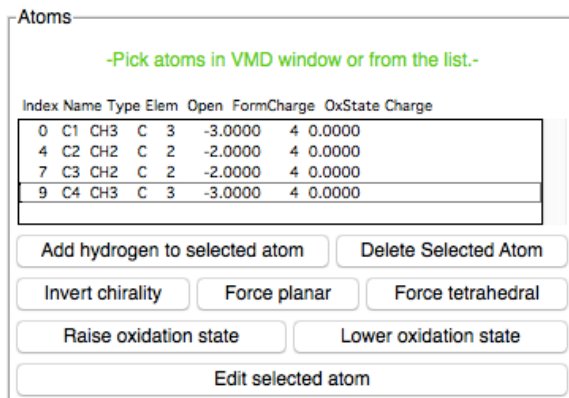 Atoms
-Pick atoms in VMD window or from the list.-
Index Name Type Elem Open FormCharge OxState Charge
0 C1 CH3 C 3 -3.0000 4 0.0000
4 C2 CH2 C 2 -2.0000 4 0.0000
7 C3 CH2 C 2 -2.0000 4 0.0000
9 C4 CH3 C 3 -3.0000 4 0.0000
Add hydrogen to selected atom Delete Selected Atom
Invert chirality Force planar Force tetrahedral
Raise oxidation state Lower oxidation state
Edit selected atom